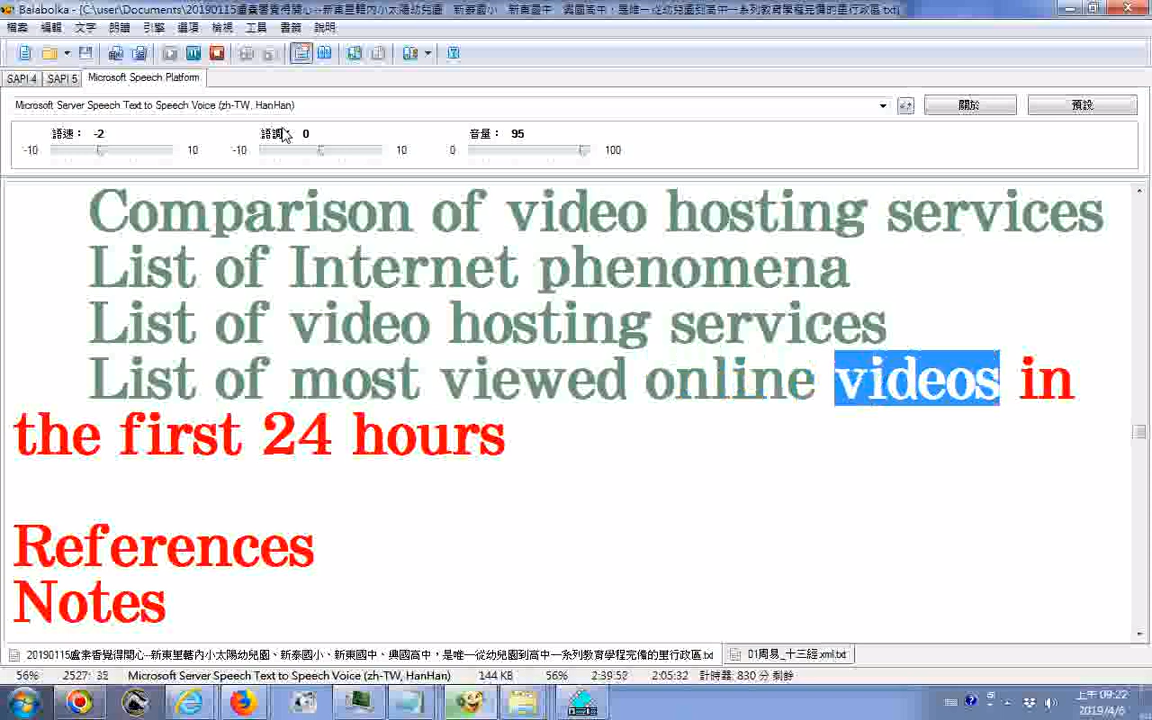 Balabolka - [C:\user\Documents\20190115盧素香覺得開心--新東里轄內小太陽幼兒園、新泰國小、新東國中、興國高中，是唯一從幼兒園到高中一系列教育學程完備的里行政區.txt]
檔案 編輯 文字 朗讀 引擎 選項 檢視 工具 書籤 說明
SAPI 4 SAPI 5 Microsoft Speech Platform
Microsoft Server Speech Text to Speech Voice (zh-TW, HanHan) 關於 預設
語速： -2 語調： 0 音量： 95
-10 10 -10 10 0 100
Comparison of video hosting services
List of Internet phenomena
List of video hosting services
List of most viewed online videos in
the first 24 hours
References
Notes
20190115盧素香覺得開心--新東里轄內小太陽幼兒園、新泰國小、新東國中、興國高中，是唯一從幼兒園到高中一系列教育學程完備的里行政區.txt 01周易_十三經.xml.txt
56% 2527: 32 Microsoft Server Speech Text to Speech Voice (zh-TW, HanHan) 144 KB 56% 2:39:52 2:05:32 計時器: 830 分 剩餘
上午 09:22
2019/4/6